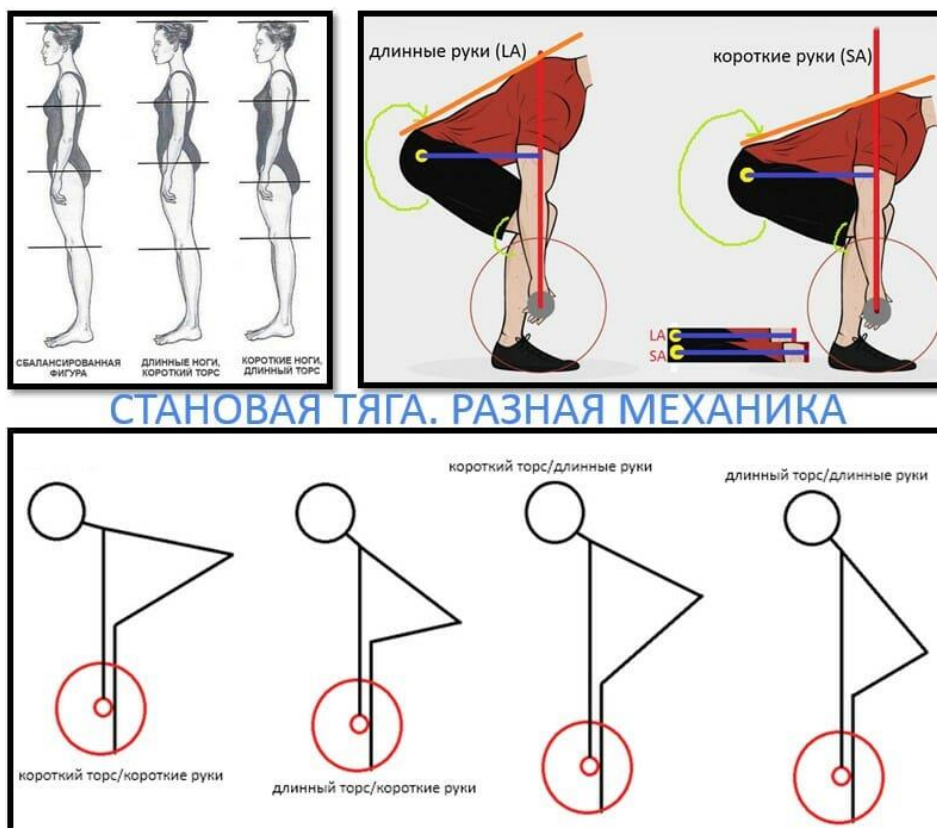 СБАЛАНСИРОВАННАЯ
ФИГУРА
ДЛИННЫЕ НОГИ,
КОРОТКИЙ ТОРС
КОРОТКИЕ НОГИ,
ДЛИННЫЙ ТОРС
длинные руки (LA)
короткие руки (SA)
LA
SA
СТАНОВАЯ ТЯГА. РАЗНАЯ МЕХАНИКА
короткий торс/длинные руки
длинный торс/длинные руки
короткий торс/короткие руки
длинный торс/короткие руки